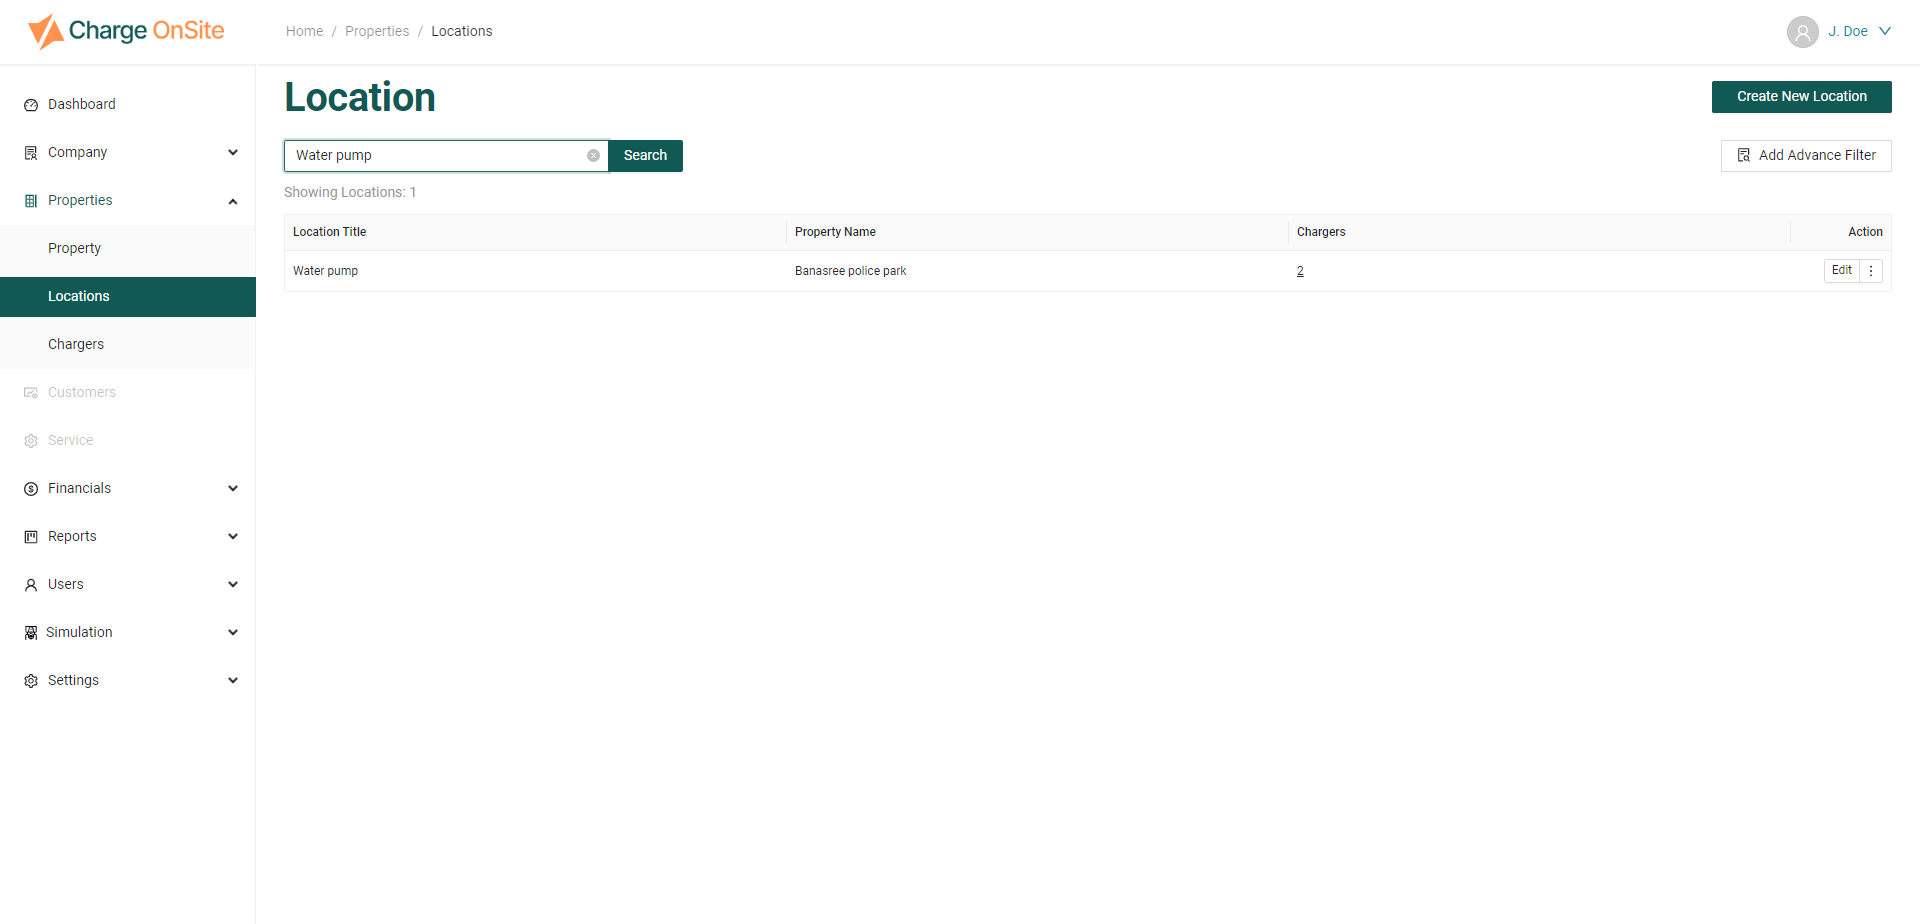 Charge OnSite
Home / Properties / Locations
J. Doe
Dashboard
Company
Properties
Property
Locations
Chargers
Customers
Service
Financials
Reports
Users
Simulation
Settings
Location
Create New Location
Water pump
Search
Add Advance Filter
Showing Locations: 1
Location Title Property Name Chargers Action
Water pump Banasree police park 2 Edit